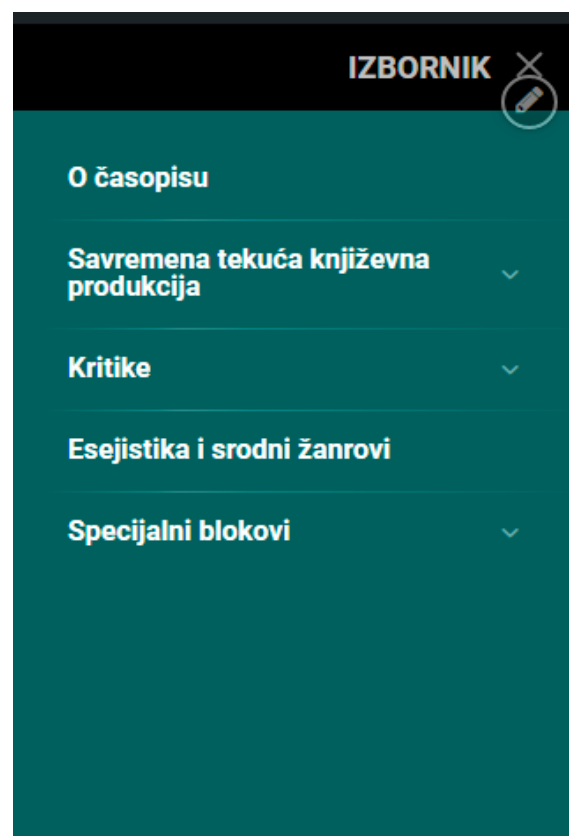 IZBORNIK
O časopisu
Savremena tekuća književna
produkcija
Kritike
Esejistika i srodni žanrovi
Specijalni blokovi